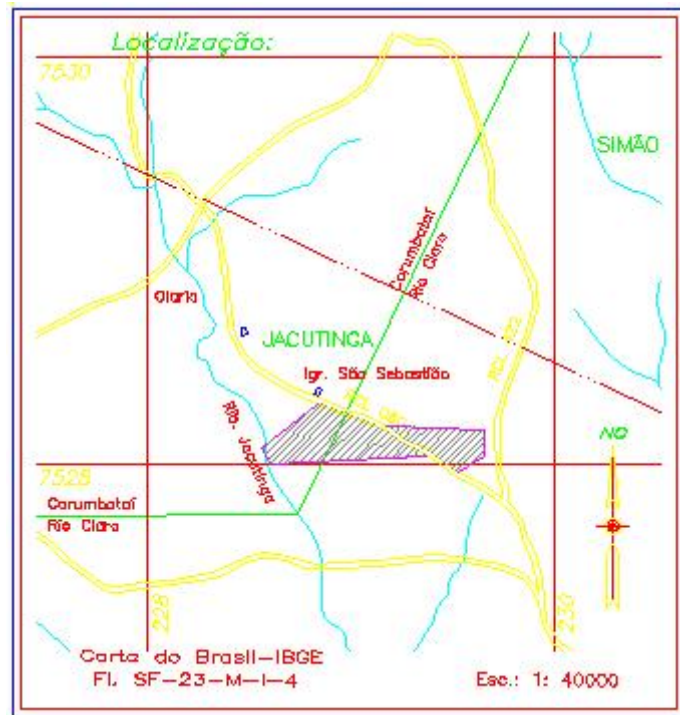 Localização:
7530
SIMÃO
Corumbataí
Rio Claro
Olaria
JACUTINGA
Igr. São Sebastião
Rib. Jacutinga
NQ
7528
Corumbataí
Rio Claro
228
230
Carta do Brasil-IBGE
Fl. SF-23-M-I-4
Esc.: 1: 40000